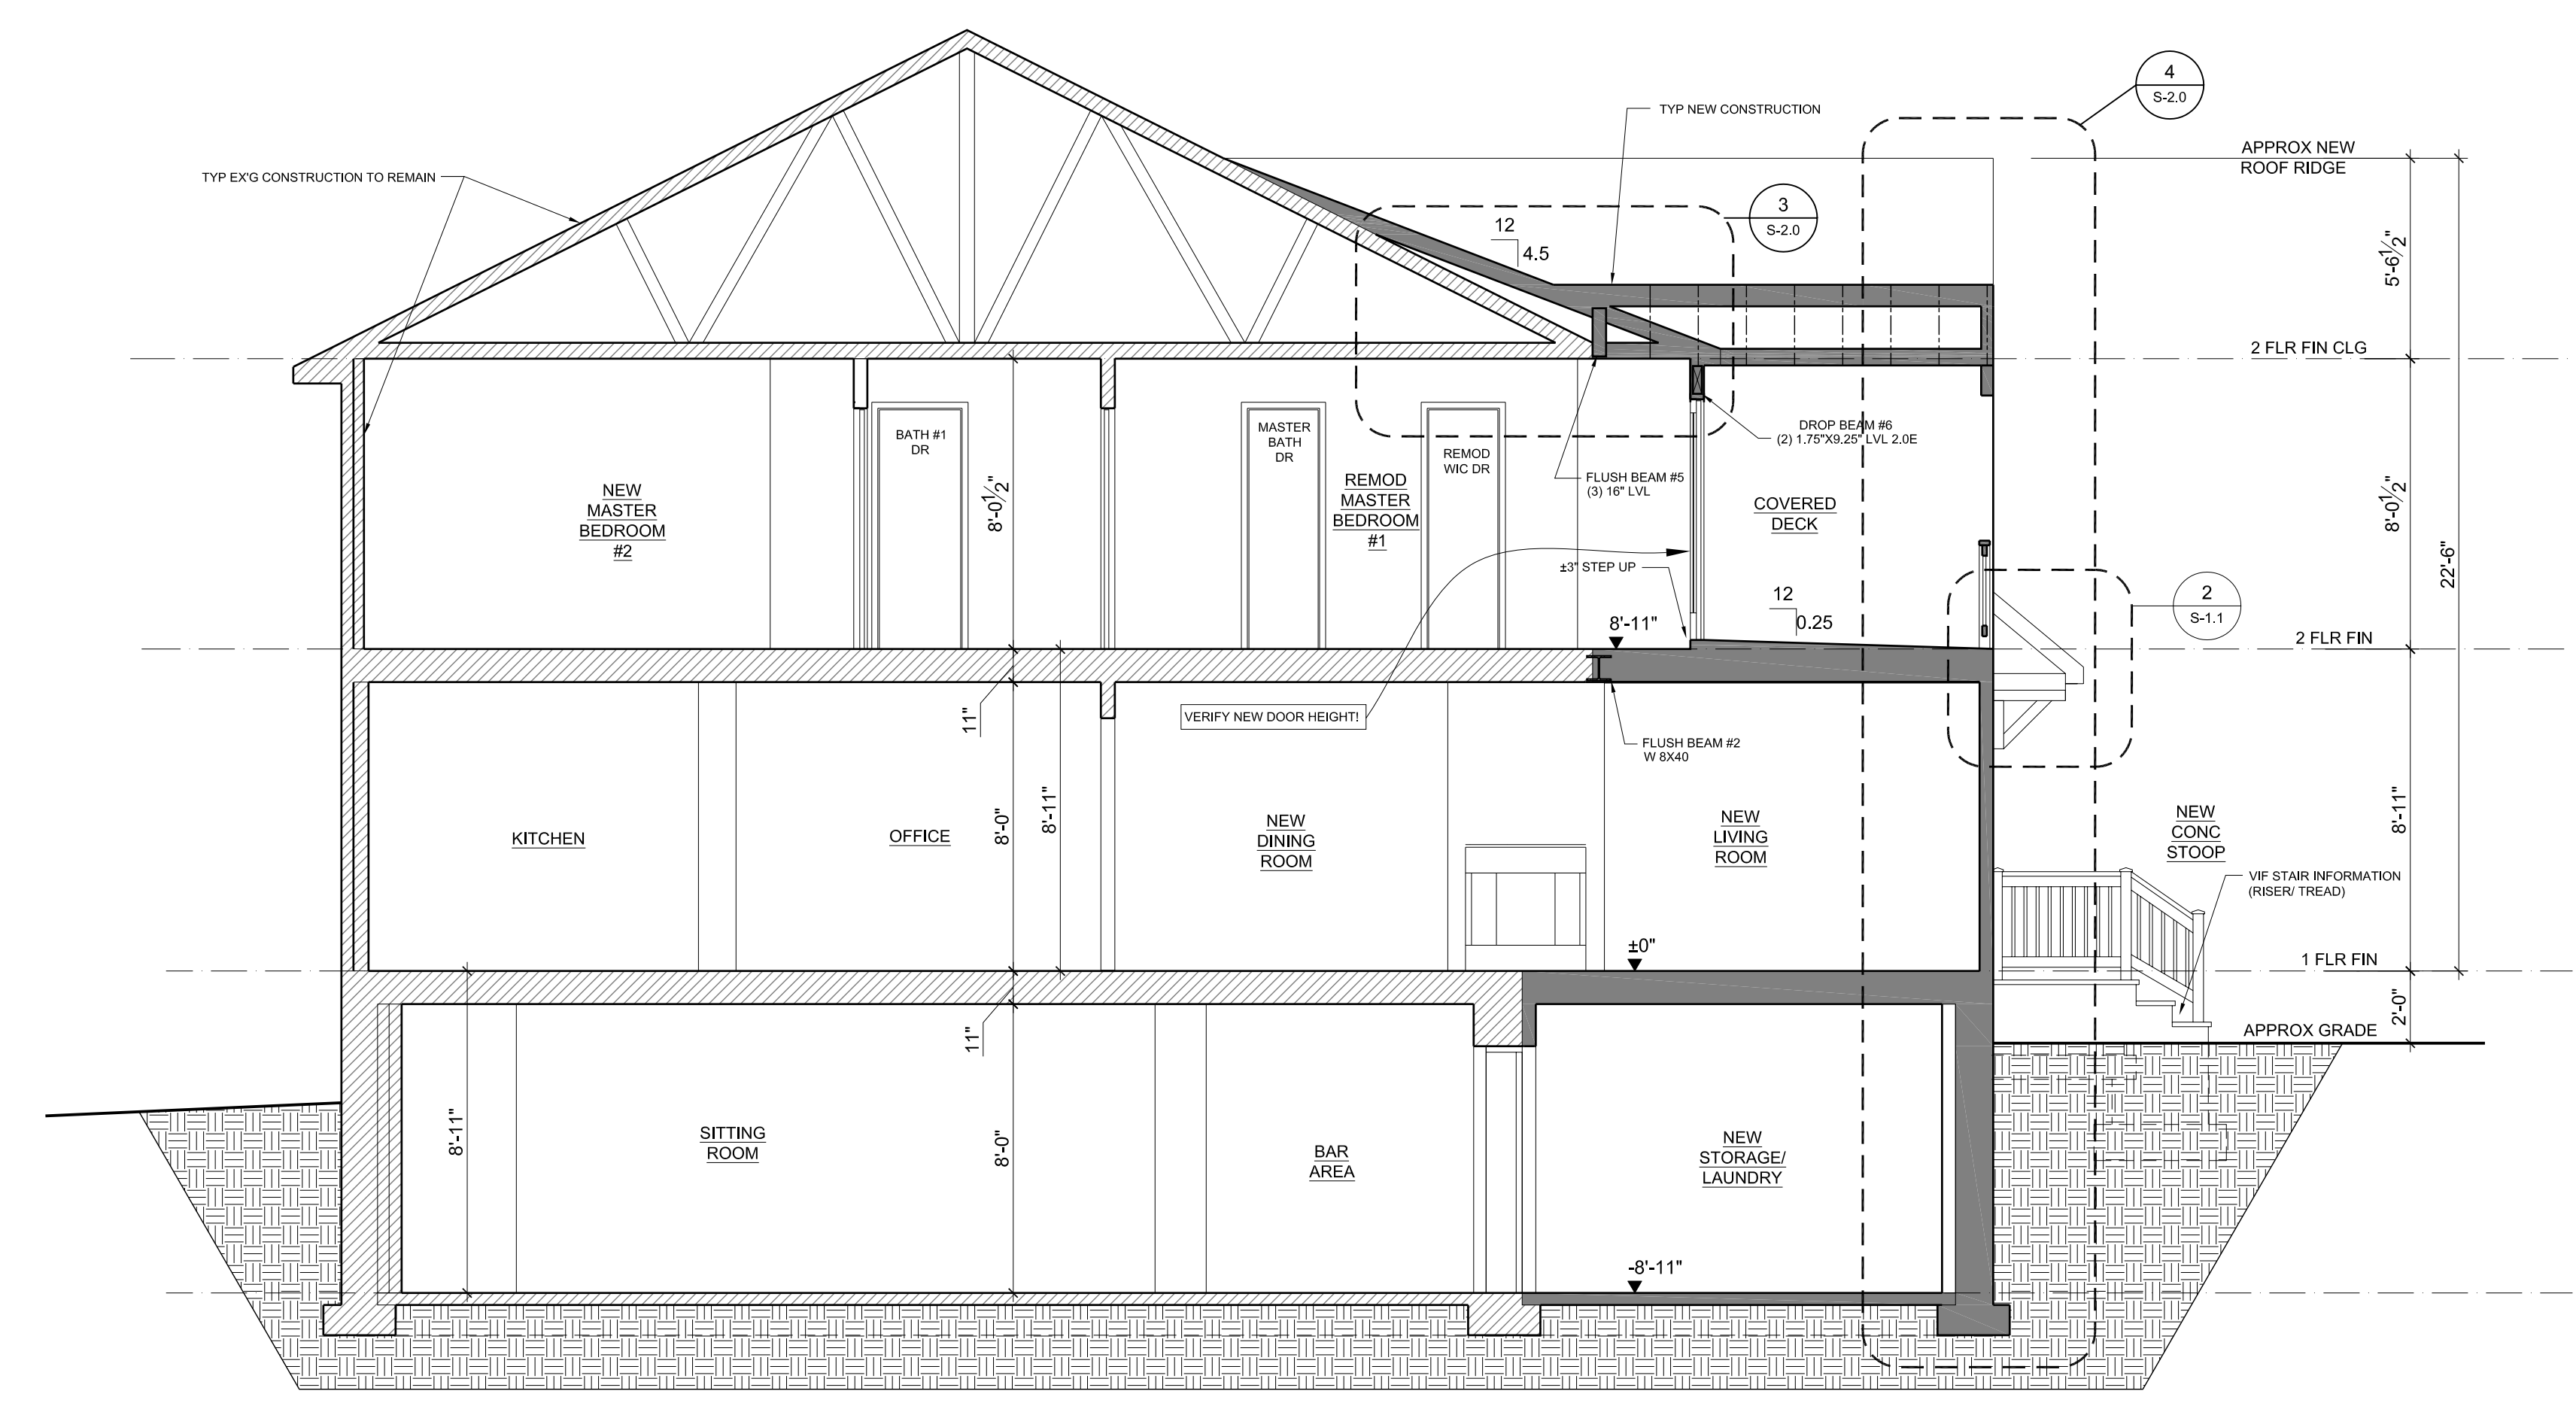 4
S-2.0
TYP NEW CONSTRUCTION
APPROX NEW
ROOF RIDGE
TYP EX'G CONSTRUCTION TO REMAIN
3
S-2.0
12
4.5
5'-6 1/2"
2 FLR FIN CLG
BATH #1
DR
MASTER
BATH
DR
REMOD
WIC DR
DROP BEAM #6
(2) 1.75"X9.25" LVL 2.0E
FLUSH BEAM #5
(3) 16" LVL
NEW
MASTER
BEDROOM
#2
8'-0 1/2"
REMOD
MASTER
BEDROOM
#1
COVERED
DECK
8'-0 1/2"
22'-6"
±3" STEP UP
12
0.25
2
S-1.1
8'-11"
2 FLR FIN
11"
VERIFY NEW DOOR HEIGHT!
FLUSH BEAM #2
W 8X40
KITCHEN
OFFICE
8'-0"
8'-11"
NEW
DINING
ROOM
NEW
LIVING
ROOM
NEW
CONC
STOOP
8'-11"
VIF STAIR INFORMATION
(RISER/ TREAD)
±0"
1 FLR FIN
11"
2'-0"
APPROX GRADE
8'-11"
SITTING
ROOM
8'-0"
BAR
AREA
NEW
STORAGE/
LAUNDRY
-8'-11"